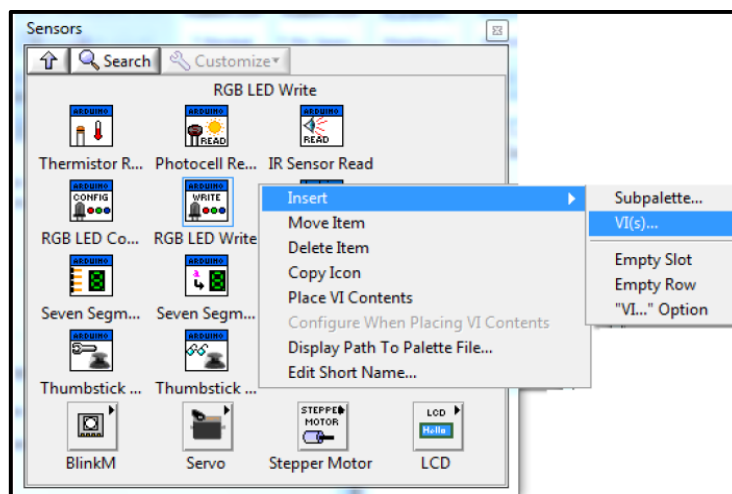 Sensors
Search Customize
RGB LED Write
ARDUINO ARDUINO ARDUINO
READ READ
Thermistor R... Photocell Re... IR Sensor Read
ARDUINO ARDUINO
CONFIG WRITE
RGB LED Co... RGB LED Write
ARDUINO ARDUINO
a 8
Seven Segm... Seven Segm...
ARDUINO ARDUINO
Thumbstick ... Thumbstick ...
STEPPER
MOTOR
LCD
Hello
BlinkM Servo Stepper Motor LCD
Insert
Move Item
Delete Item
Copy Icon
Place VI Contents
Configure When Placing VI Contents
Display Path To Palette File...
Edit Short Name...
Subpalette...
VI(s)...
Empty Slot
Empty Row
"VI..." Option